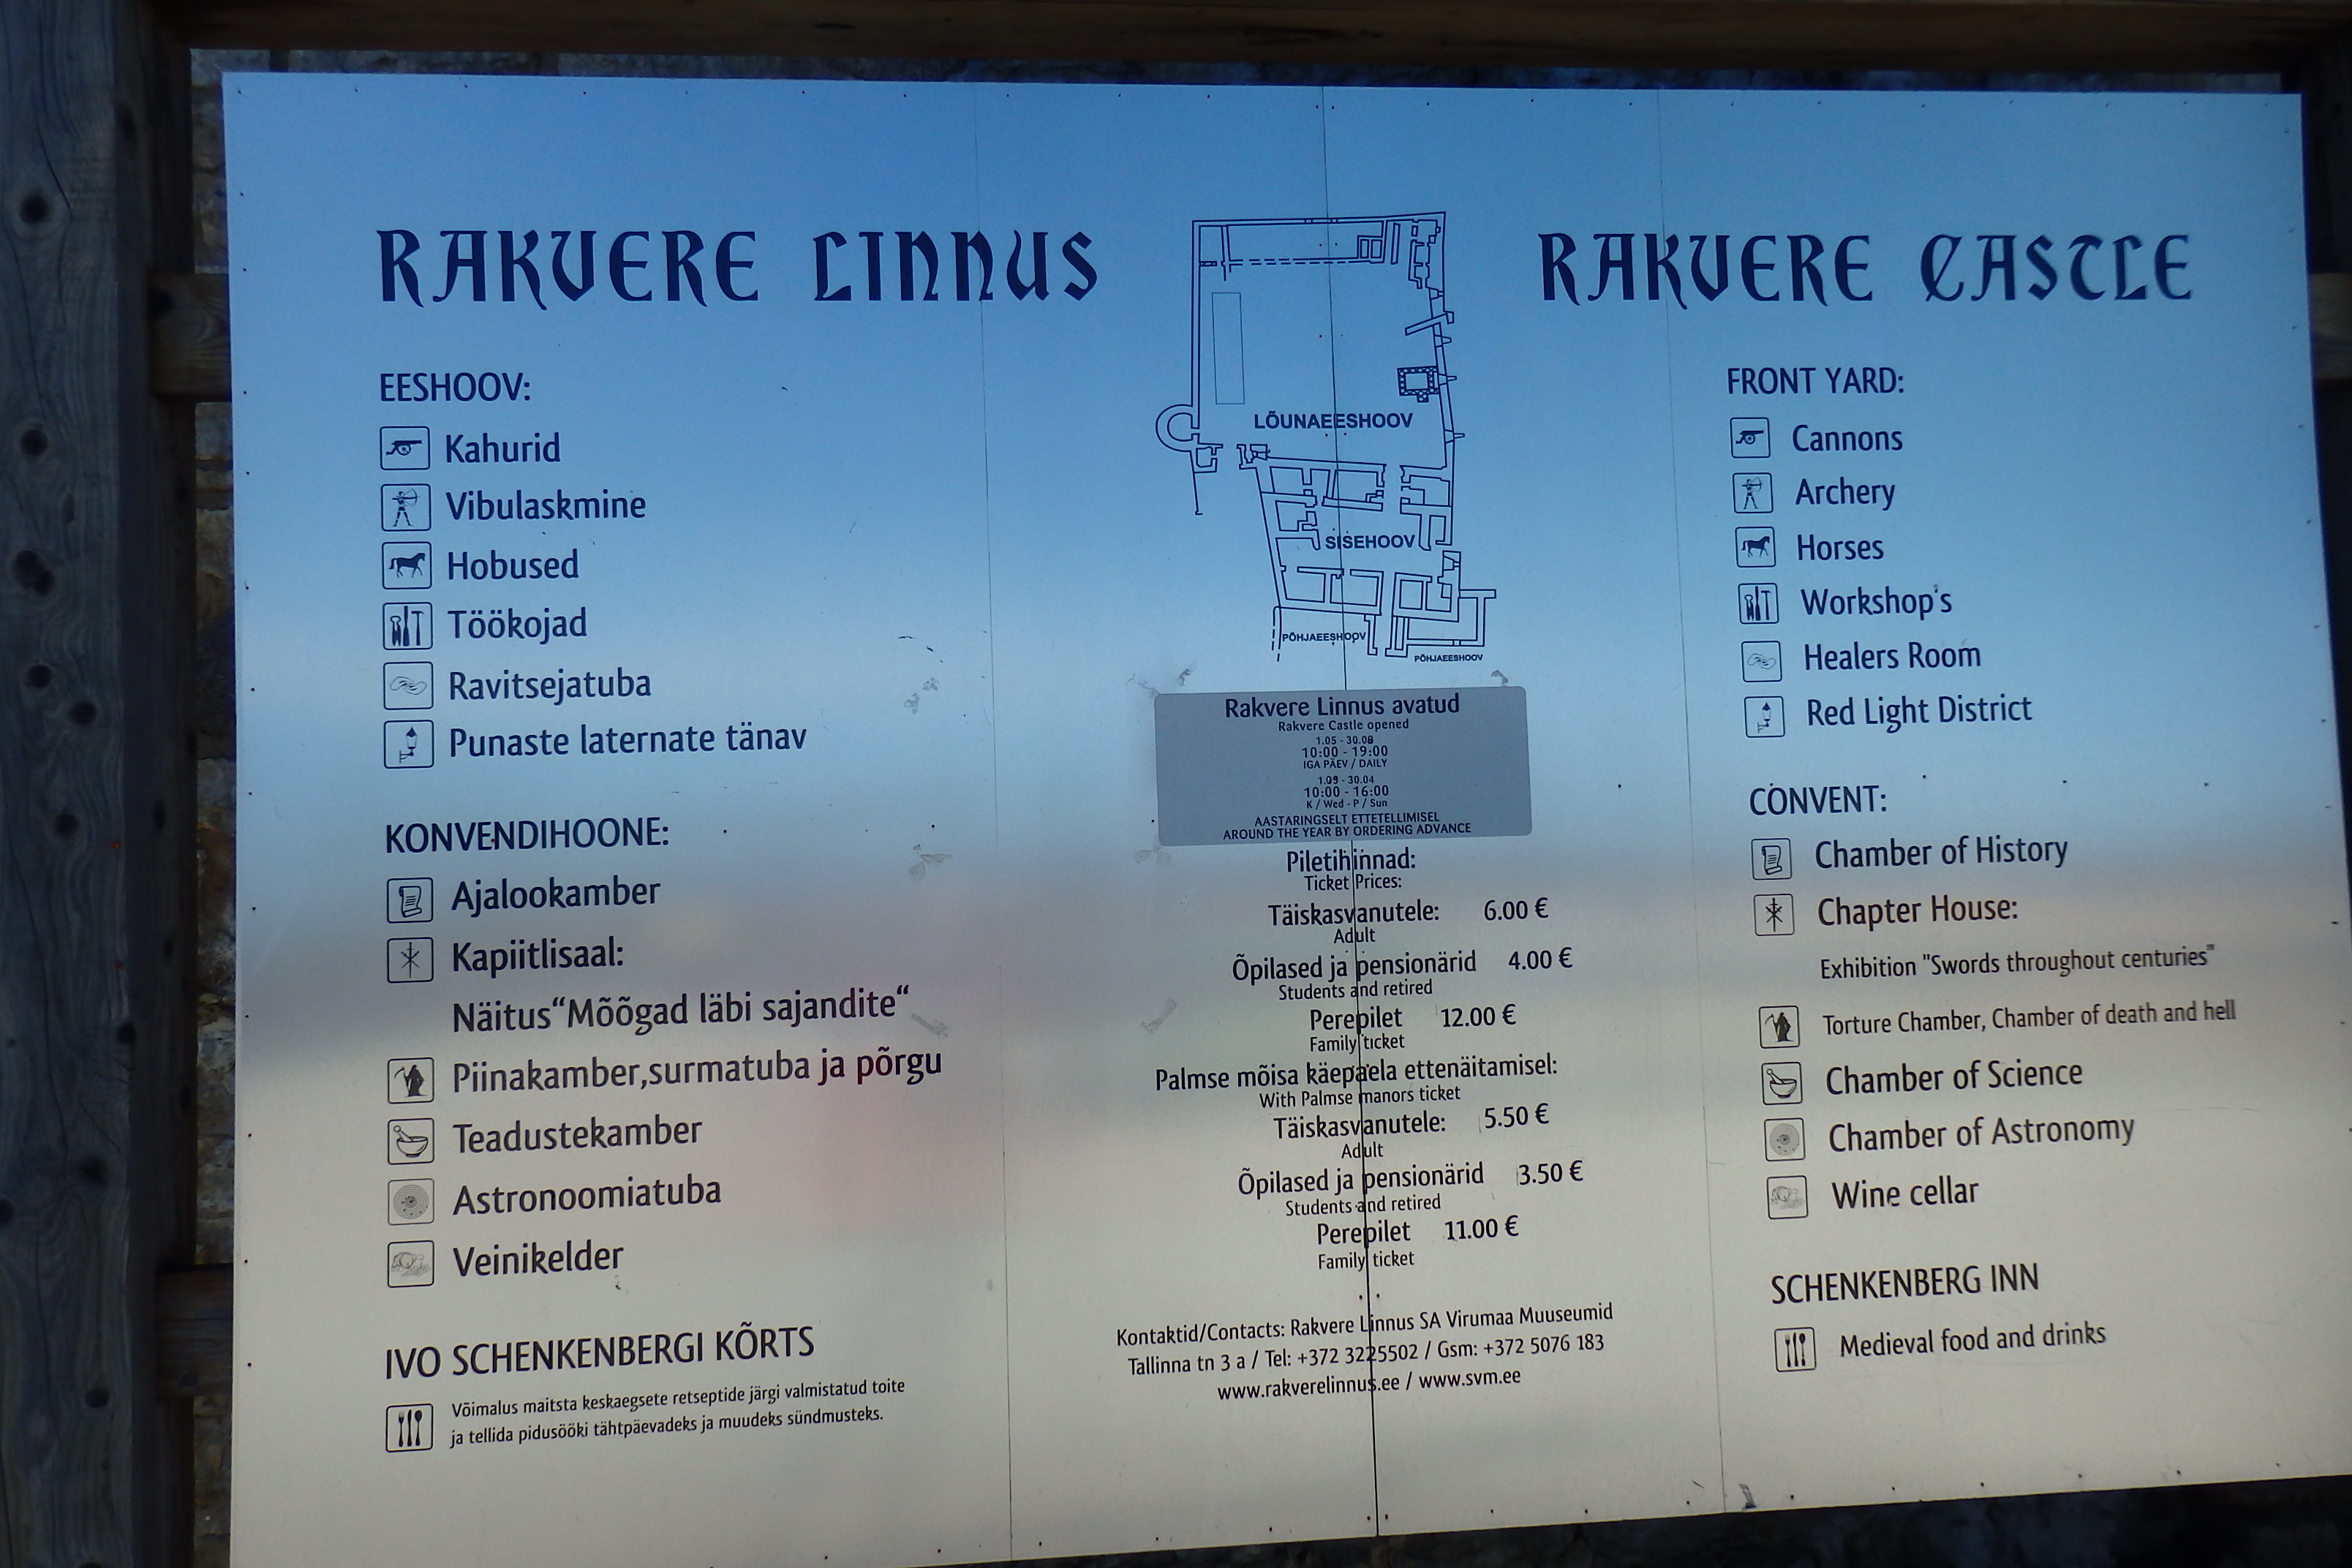 RAKVERE LINNUS
EESHOOV:
Kahurid
Vibulaskmine
Hobused
Töökojad
Ravitsejatuba
Punaste laternate tänav
KONVENDIHOONE:
Ajalookamber
Kapiitlisaal:
Näitus“Mõõgad läbi sajandite“
Piinakamber,surmatuba ja põrgu
Teadustekamber
Astronoomiatuba
Veinikelder
IVO SCHENKENBERGI KÕRTS
Võimalus maitsta keskaegsete retseptide järgi valmistatud toite
ja tellida pidusööki tähtpäevadeks ja muudeks sündmusteks.
LÕUNAEESHOOV
SISEHOOV
PÕHJAEESHOOV
PÕHJAEESHOOV
Rakvere Linnus avatud
Rakvere Castle opened
1.05 - 30.08
10:00 - 19:00
IGA PÄEV / DAILY
1.09 - 30.04
10:00 - 16:00
K / Wed - P / Sun
AASTARINGSELT ETTETELLIMISEL
AROUND THE YEAR BY ORDERING ADVANCE
Piletihinnad:
Ticket Prices:
Täiskasvanutele: 6.00 €
Adult
Õpilased ja pensionärid 4.00 €
Students and retired
Perepilet 12.00 €
Family ticket
Palmse mõisa käepaela ettenäitamisel:
With Palmse manors ticket
Täiskasvanutele: 5.50 €
Adult
Õpilased ja pensionärid 3.50 €
Students and retired
Perepilet 11.00 €
Family ticket
Kontaktid/Contacts: Rakvere Linnus SA Virumaa Muuseumid
Tallinna tn 3 a / Tel: +372 3225502 / Gsm: +372 5076 183
www.rakverelinnus.ee / www.svm.ee
RAKVERE CASTLE
FRONT YARD:
Cannons
Archery
Horses
Workshop's
Healers Room
Red Light District
CONVENT:
Chamber of History
Chapter House:
Exhibition "Swords throughout centuries"
Torture Chamber, Chamber of death and hell
Chamber of Science
Chamber of Astronomy
Wine cellar
SCHENKENBERG INN
Medieval food and drinks